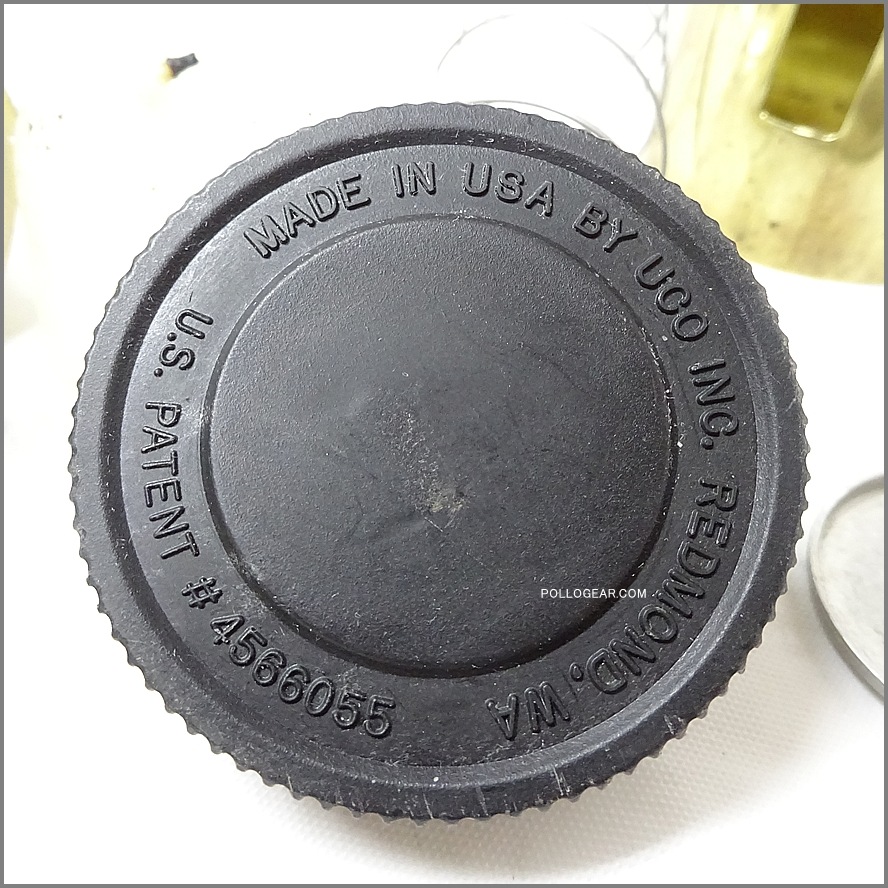 MADE IN USA BY UCO INC. REDMOND, WA
U.S. PATENT # 4566055
POLLOGEAR.COM